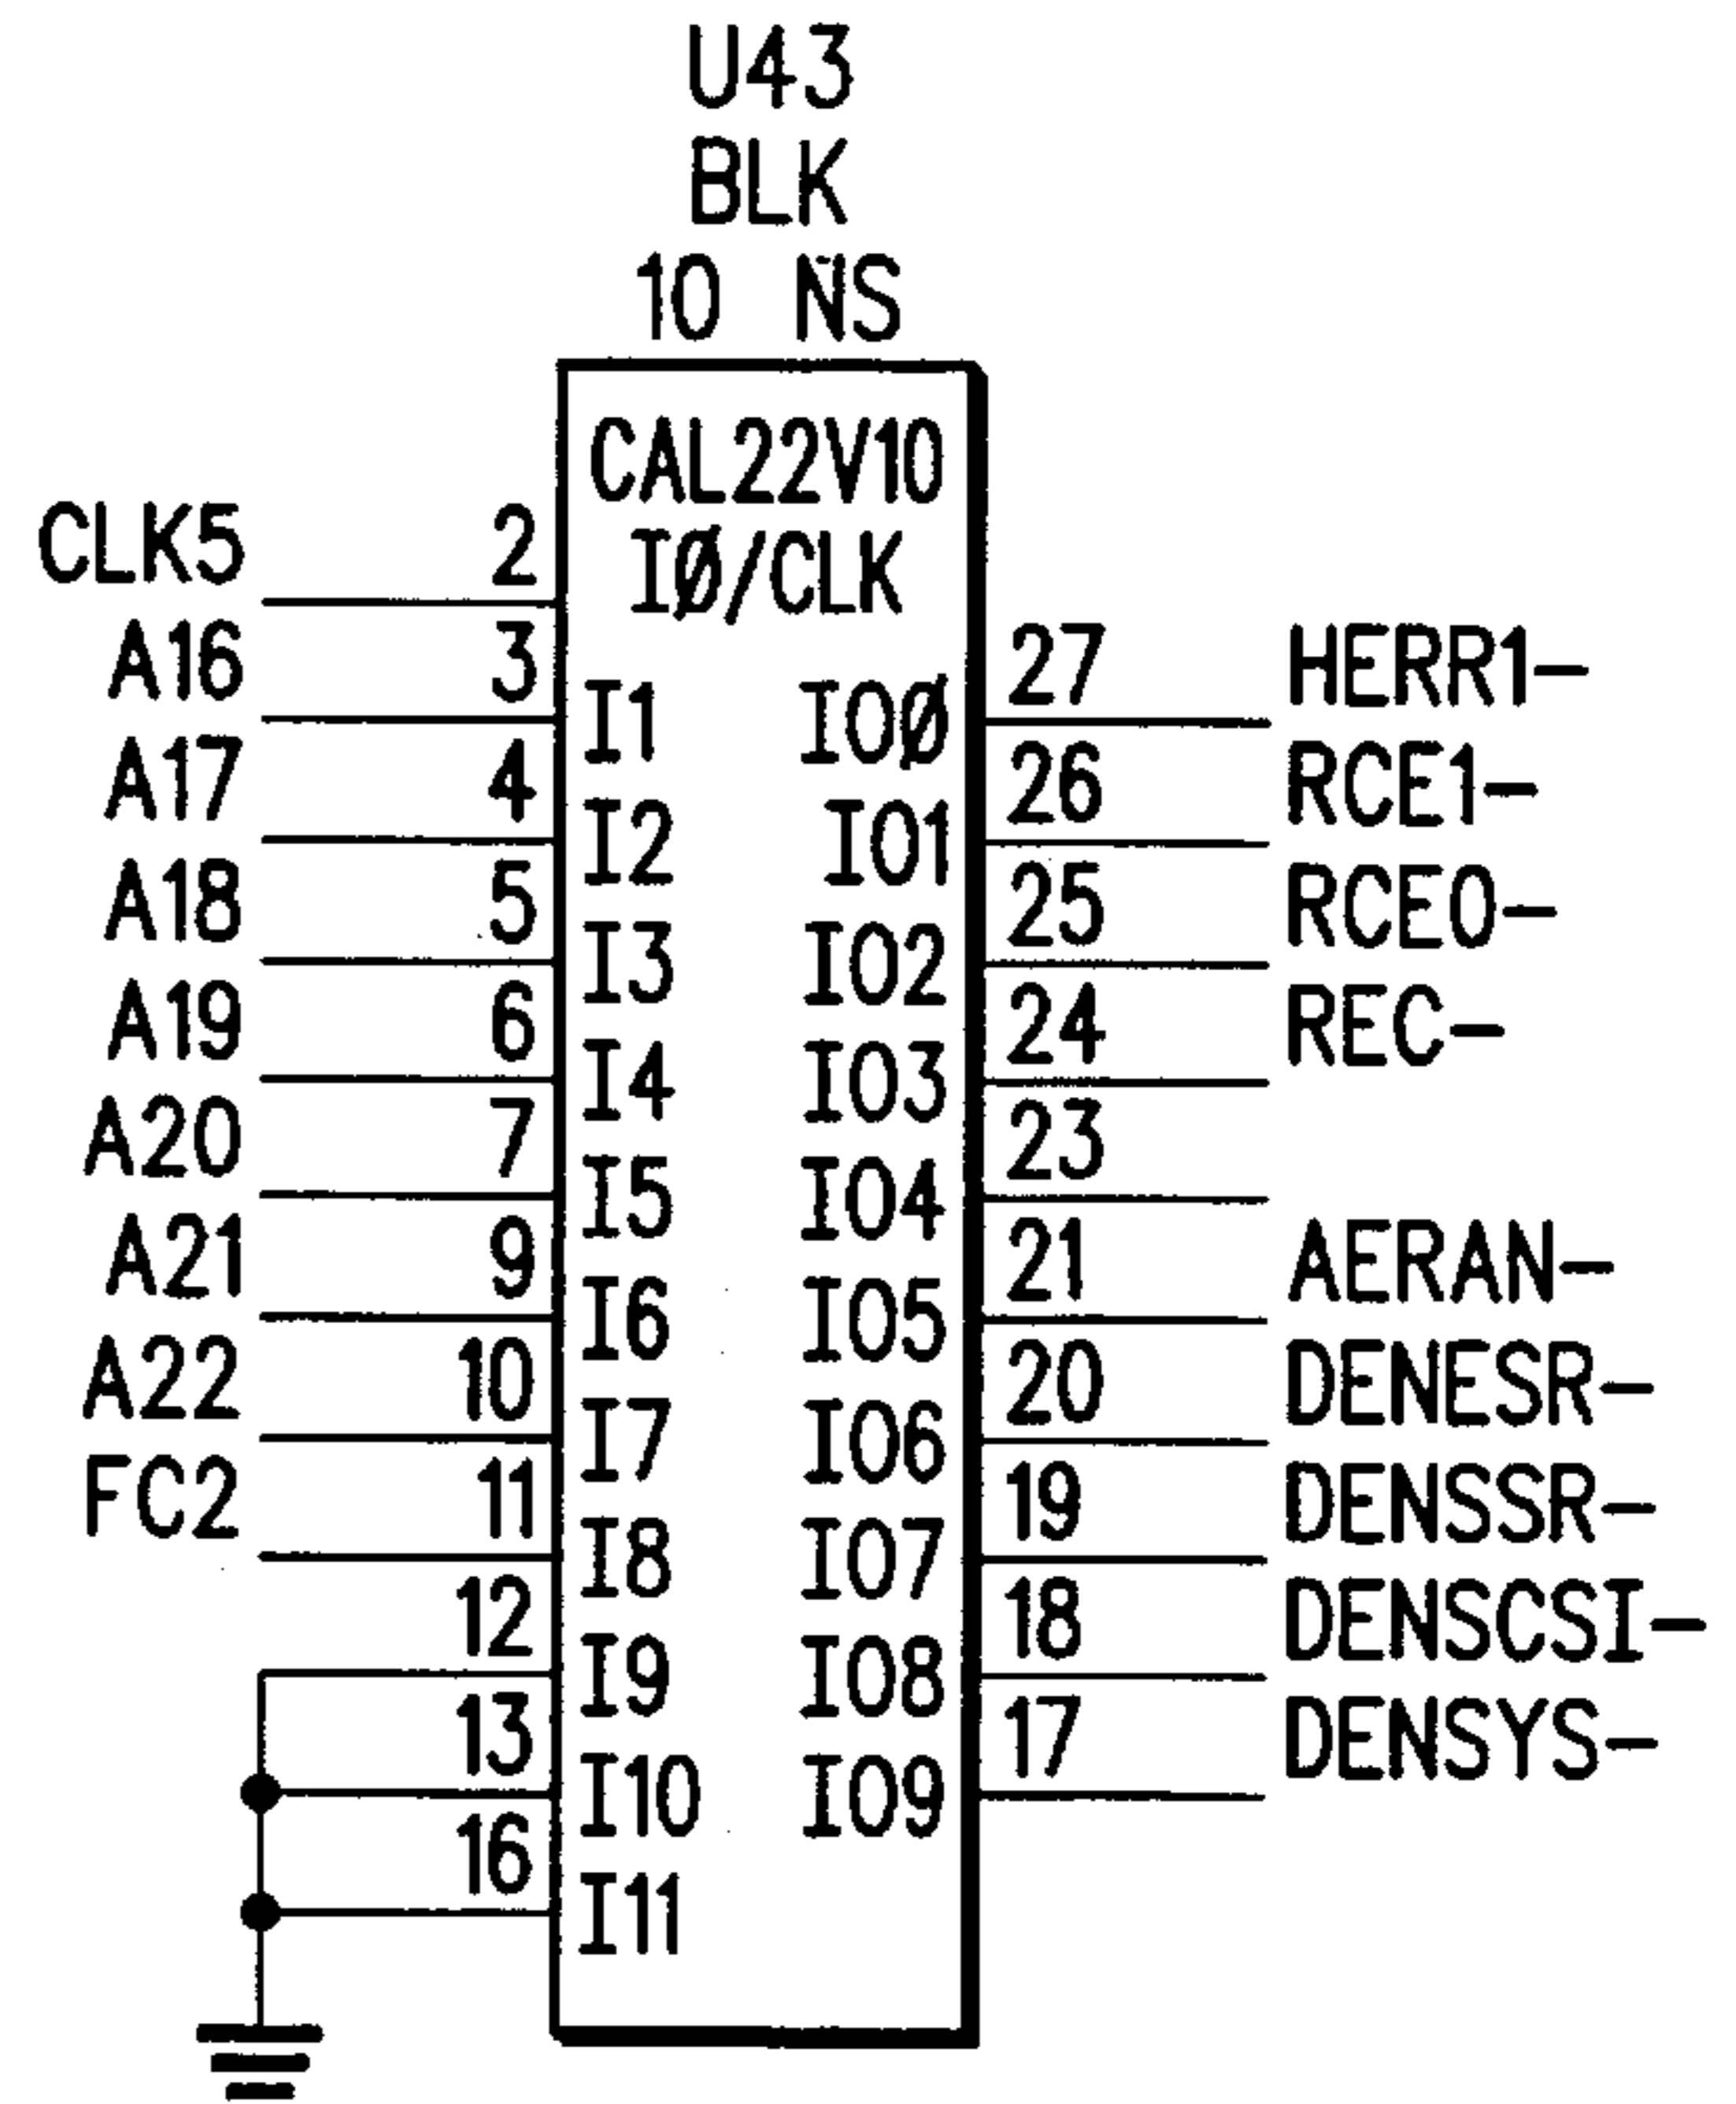 U43
BLK
10 NS
CAL22V10
CLK5 2 IØ/CLK
A16 3 I1 IOØ 27 HERR1-
A17 4 I2 IO1 26 RCE1-
A18 5 I3 IO2 25 RCE0-
A19 6 I4 IO3 24 REC-
A20 7 I5 IO4 23
A21 9 I6 IO5 21 AERAN-
A22 10 I7 IO6 20 DENESR-
FC2 11 I8 IO7 19 DENSSR-
12 I9 IO8 18 DENSCSI-
13 I10 IO9 17 DENSYS-
16 I11